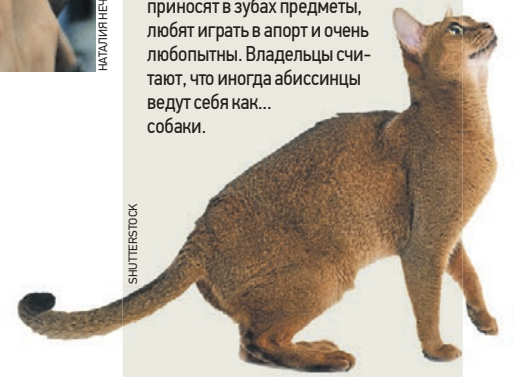 приносят в зубах предметы,
любят играть в апорт и очень
любопытны. Владельцы счи-
тают, что иногда абиссинцы
ведут себя как...
собаки.
SHUTTERSTOCK